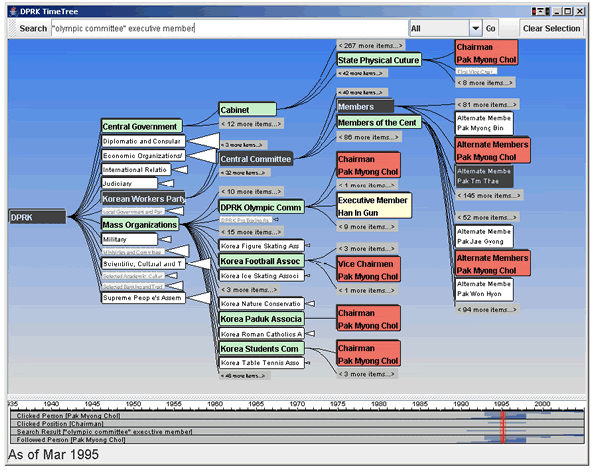 DPRK TimeTree
Search "olympic committee" executive member All Go Clear Selection
< 267 more items...>
State Physical Cuture
< 42 more items...>
Chairman
Pak Myong Chol
< 8 more items...>
Cabinet
< 12 more items...>
Central Government
Diplomatic and Consular
Economic Organizations/
International Relatio
Judiciary
Korean Workers Party
Local Government and Par
Mass Organizations
Military
Scientific, Cultural and T
Supreme Peop'e's Assem
DPRK
< 3 more items...>
Central Committee
< 32 more items...>
< 40 more items...>
Members
Members of the Cent
< 86 more items...>
< 81 more items...>
Alternate Membe
Pak Myong Bin
Alternate Members
Pak Myong Chol
Alternate Membe
Pak Tm Thae
< 145 more items...>
< 52 more items...>
Alternate Membe
PakJae Gyong
Alternate Members
Pak Myong Chol
Alternate Membe
Pak Won Hyon
< 94 more items...>
< 10 more items...>
DPRK Olympic Comm
< 15 more items...>
Chairman
Pak Myong Chol
< 1 more items...>
Executive Member
Han In Gun
< 9 more items...>
Korea Figure Skating Ass
Korea Football Assoc
Korea Ice Skating Associ
< 3 more items...>
< 3 more items...>
Vice Chairmen
Pak Myong Chol
< 1 more items...>
Korea Nature Conservatio
Korea Paduk Associa
Korea Roman Catholics A
Korea Students Com
Korea Table Tennis Asso
< 46 more items...>
Chairman
Pak Myong Chol
Chairman
Pak Myong Chol
< 3 more items...>
935 1940 1945 1950 1955 1960 1965 1970 1975 1980 1985 1990 1995 2000
Clicked Person [Pak Myong Chol]
Clicked Position [Chairman]
Search Result ["olympic committee" executive member]
Followed Person [Pak Myong Chol]
As of Mar 1995